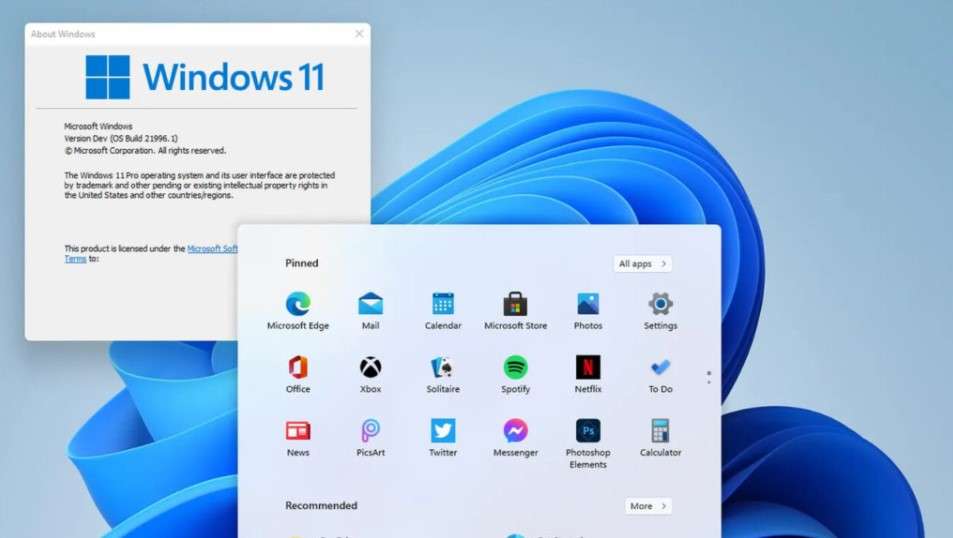 About Windows
Windows 11
Microsoft Windows
Version Dev (OS Build 21996.1)
© Microsoft Corporation. All rights reserved.
The Windows 11 Pro operating system and its user interface are protected
by trademark and other pending or existing intellectual property rights in
the United States and other countries/regions.
This product is licensed under the Microsoft Soft
Terms to:
Pinned
All apps >
Microsoft Edge Mail Calendar Microsoft Store Photos Settings
Office Xbox Solitaire Spotify Netflix To Do
Ps
News PicsArt Twitter Messenger Photoshop Calculator
Elements
Recommended
More >